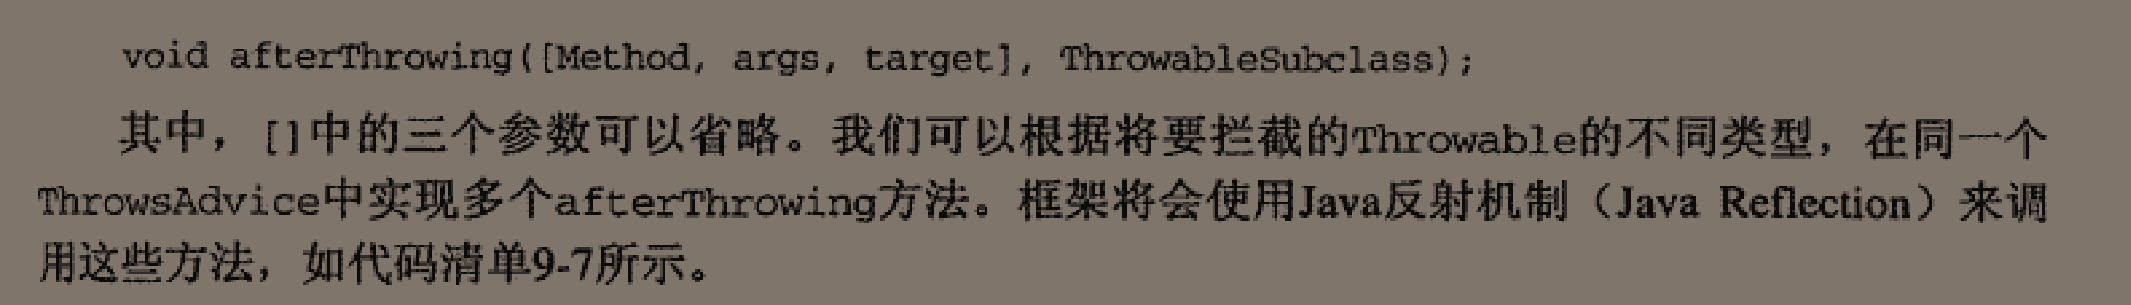 void afterThrowing([Method, args, target], ThrowableSubclass);
其中，[]中的三个参数可以省略。我们可以根据将要拦截的Throwable的不同类型，在同一个
ThrowsAdvice中实现多个afterThrowing方法。框架将会使用Java反射机制（Java Reflection）来调
用这些方法，如代码清单9-7所示。